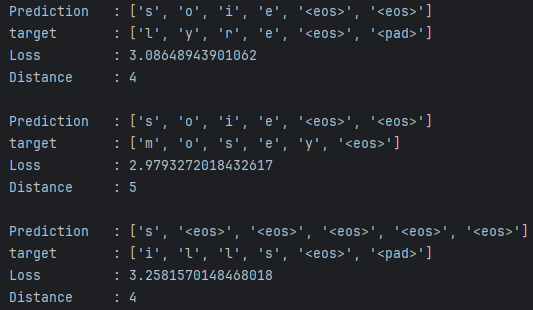 Prediction : ['s', 'o', 'i', 'e', '<eos>', '<eos>']
target : ['l', 'y', 'r', 'e', '<eos>', '<pad>']
Loss : 3.08648943901062
Distance : 4
Prediction : ['s', 'o', 'i', 'e', '<eos>', '<eos>']
target : ['m', 'o', 's', 'e', 'y', '<eos>']
Loss : 2.9793272018432617
Distance : 5
Prediction : ['s', '<eos>', '<eos>', '<eos>', '<eos>', '<eos>']
target : ['i', 'l', 'l', 's', '<eos>', '<pad>']
Loss : 3.2581570148468018
Distance : 4